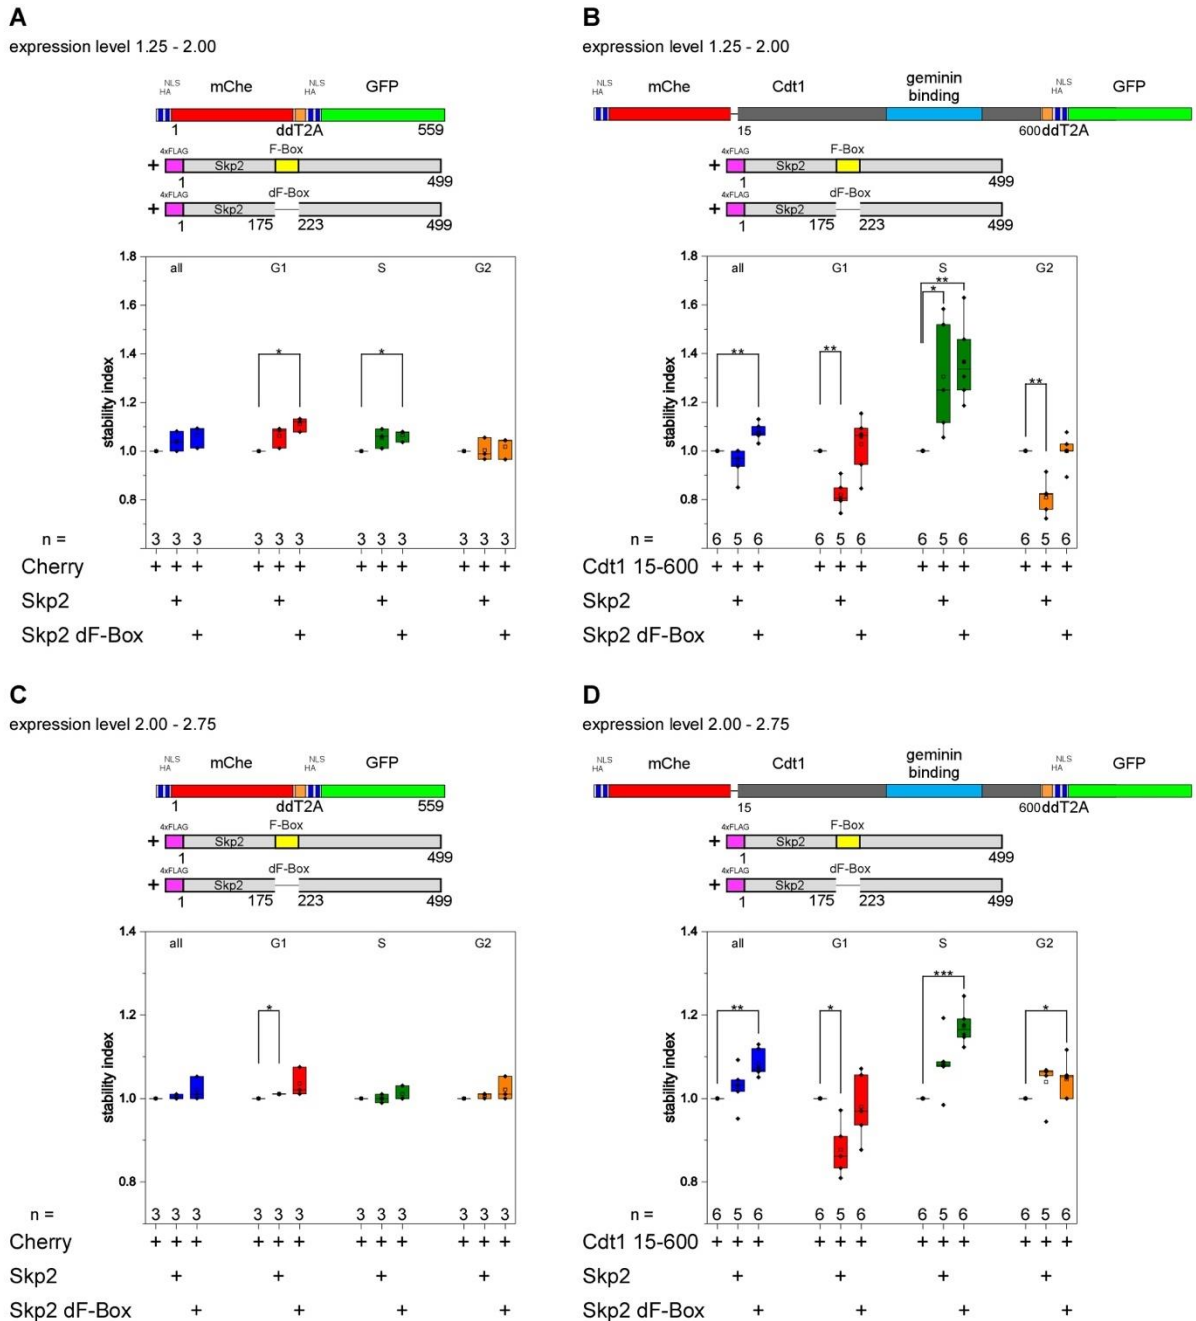 A
expression level 1.25 - 2.00
NLS
HA
mChe
NLS
HA
GFP
1
ddT2A
559
+
4xFLAG
Skp2
F-Box
1
499
+
4xFLAG
Skp2
dF-Box
1
175
223
499
1.8
1.6
1.4
1.2
1.0
0.8
stability index
all
G1
S
G2
*
*
n =
3 3 3 3 3 3 3 3 3 3 3 3
Cherry + + + + + + + + + + + +
Skp2 + + + +
Skp2 dF-Box + + + +
B
expression level 1.25 - 2.00
NLS
HA
mChe
Cdt1
geminin
binding
NLS
HA
GFP
15
600
ddT2A
+
4xFLAG
Skp2
F-Box
1
499
+
4xFLAG
Skp2
dF-Box
1
175
223
499
1.8
1.6
1.4
1.2
1.0
0.8
stability index
all
G1
S
G2
**
**
**
*
**
n =
6 5 6 6 5 6 6 5 6 6 5 6
Cdt1 15-600 + + + + + + + + + + + +
Skp2 + + + +
Skp2 dF-Box + + + +
C
expression level 2.00 - 2.75
NLS
HA
mChe
NLS
HA
GFP
1
ddT2A
559
+
4xFLAG
Skp2
F-Box
1
499
+
4xFLAG
Skp2
dF-Box
1
175
223
499
1.4
1.2
1.0
0.8
stability index
all
G1
S
G2
*
n =
3 3 3 3 3 3 3 3 3 3 3 3
Cherry + + + + + + + + + + + +
Skp2 + + + +
Skp2 dF-Box + + + +
D
expression level 2.00 - 2.75
NLS
HA
mChe
Cdt1
geminin
binding
NLS
HA
GFP
15
600
ddT2A
+
4xFLAG
Skp2
F-Box
1
499
+
4xFLAG
Skp2
dF-Box
1
175
223
499
1.4
1.2
1.0
0.8
stability index
all
G1
S
G2
**
*
***
*
n =
6 5 6 6 5 6 6 5 6 6 5 6
Cdt1 15-600 + + + + + + + + + + + +
Skp2 + + + +
Skp2 dF-Box + + + +